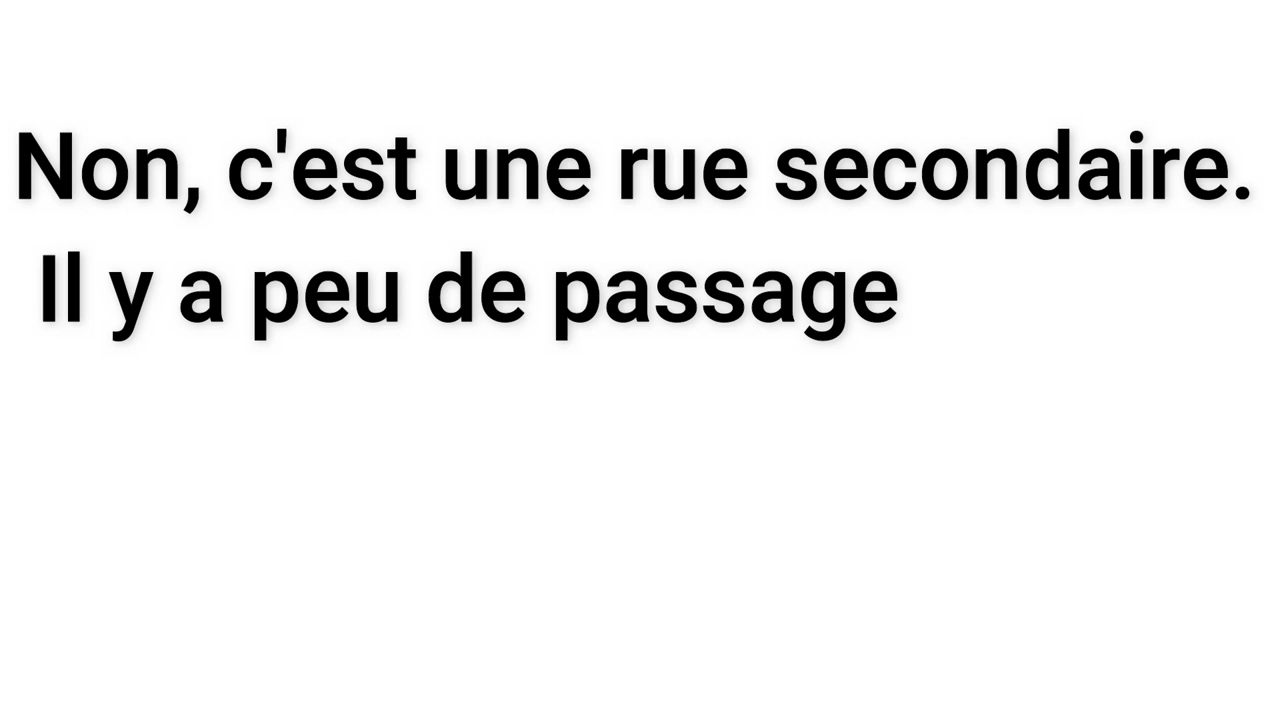 Non, c'est une rue secondaire.
Il y a peu de passage